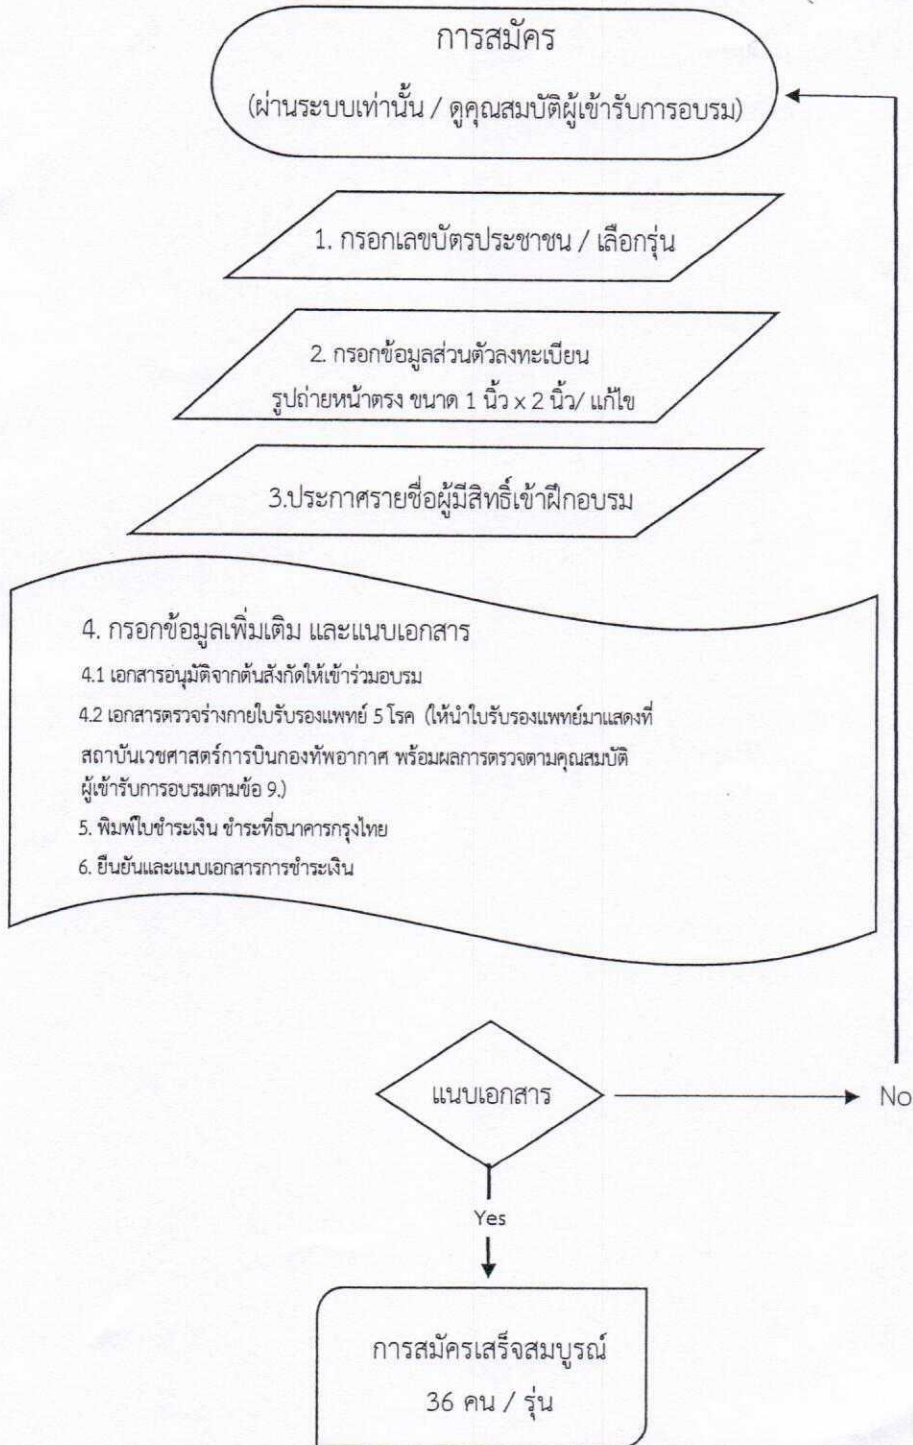 การสมัคร
(ผ่านระบบเท่านั้น / ดูคุณสมบัติผู้เข้ารับการอบรม)
1. กรอกเลขบัตรประชาชน / เลือกรุ่น
2. กรอกข้อมูลส่วนตัวลงทะเบียน
รูปถ่ายหน้าตรง ขนาด 1 นิ้ว x 2 นิ้ว/ แก้ไข
3.ประกาศรายชื่อผู้มีสิทธิ์เข้าฝึกอบรม
4. กรอกข้อมูลเพิ่มเติม และแนบเอกสาร
4.1 เอกสารอนุมัติจากต้นสังกัดให้เข้าร่วมอบรม
4.2 เอกสารตรวจร่างกายใบรับรองแพทย์ 5 โรค (ให้นำใบรับรองแพทย์มาแสดงที่
สถาบันเวชศาสตร์การบินกองทัพอากาศ พร้อมผลการตรวจตามคุณสมบัติ
ผู้เข้ารับการอบรมตามข้อ 9.)
5. พิมพ์ใบชำระเงิน ชำระที่ธนาคารกรุงไทย
6. ยืนยันและแนบเอกสารการชำระเงิน
แนบเอกสาร
No
Yes
การสมัครเสร็จสมบูรณ์
36 คน / รุ่น